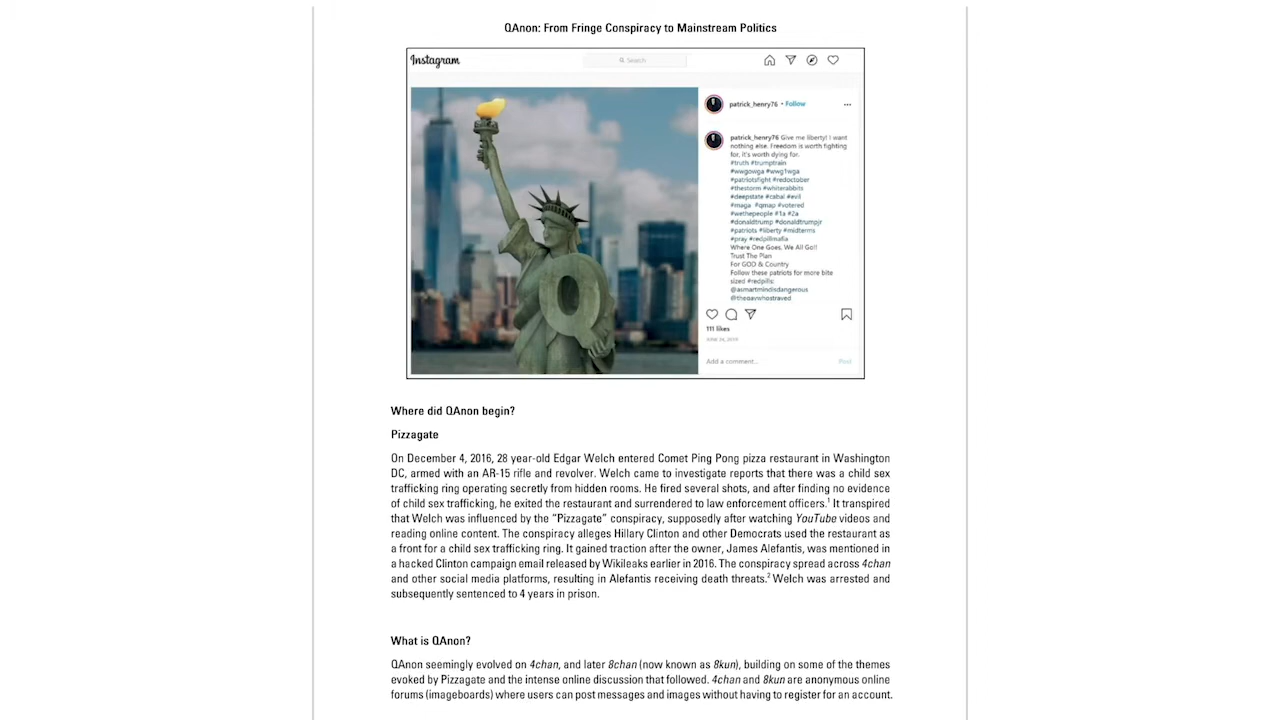 QAnon: From Fringe Conspiracy to Mainstream Politics
Instagram
Search
patrick_henry76 • Follow
patrick_henry76 Give me liberty! I want
nothing else. Freedom is worth fighting
for, it's worth dying for.
#truth #trumptrain
#wwgowga #wwg1wga
#patriotsfight #redoctober
#thestorm #whiterabbits
#deepstate #cabal #evil
#maga #qmap #votered
#wethepeople #1a #2a
#donaldtrump #donaldtrumpjr
#patriots #liberty #midterms
#pray #redpillmafia
Where One Goes, We All Go!!
Trust The Plan
For GOD & Country
Follow these patriots for more bite
sized #redpills:
@asmartmindisdangerous
Q
111 likes
Add a comment...
Post
Where did QAnon begin?
Pizzagate
On December 4, 2016, 28 year-old Edgar Welch entered Comet Ping Pong pizza restaurant in Washington
DC, armed with an AR-15 rifle and revolver. Welch came to investigate reports that there was a child sex
trafficking ring operating secretly from hidden rooms. He fired several shots, and after finding no evidence
of child sex trafficking, he exited the restaurant and surrendered to law enforcement officers.¹ It transpired
that Welch was influenced by the “Pizzagate” conspiracy, supposedly after watching YouTube videos and
reading online content. The conspiracy alleges Hillary Clinton and other Democrats used the restaurant as
a front for a child sex trafficking ring. It gained traction after the owner, James Alefantis, was mentioned in
a hacked Clinton campaign email released by Wikileaks earlier in 2016. The conspiracy spread across 4chan
and other social media platforms, resulting in Alefantis receiving death threats.² Welch was arrested and
subsequently sentenced to 4 years in prison.
What is QAnon?
QAnon seemingly evolved on 4chan, and later 8chan (now known as 8kun), building on some of the themes
evoked by Pizzagate and the intense online discussion that followed. 4chan and 8kun are anonymous online
forums (imageboards) where users can post messages and images without having to register for an account.